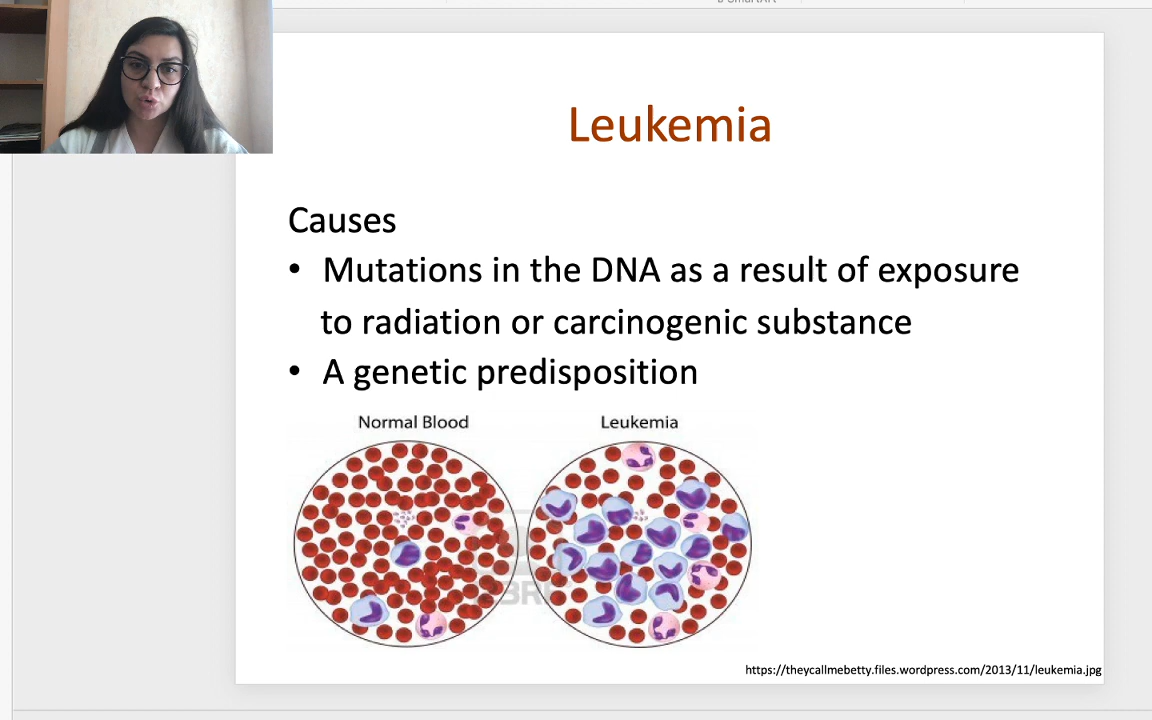 Leukemia
Causes
• Mutations in the DNA as a result of exposure
to radiation or carcinogenic substance
• A genetic predisposition
Normal Blood
Leukemia
https://theycallmebetty.files.wordpress.com/2013/11/leukemia.jpg